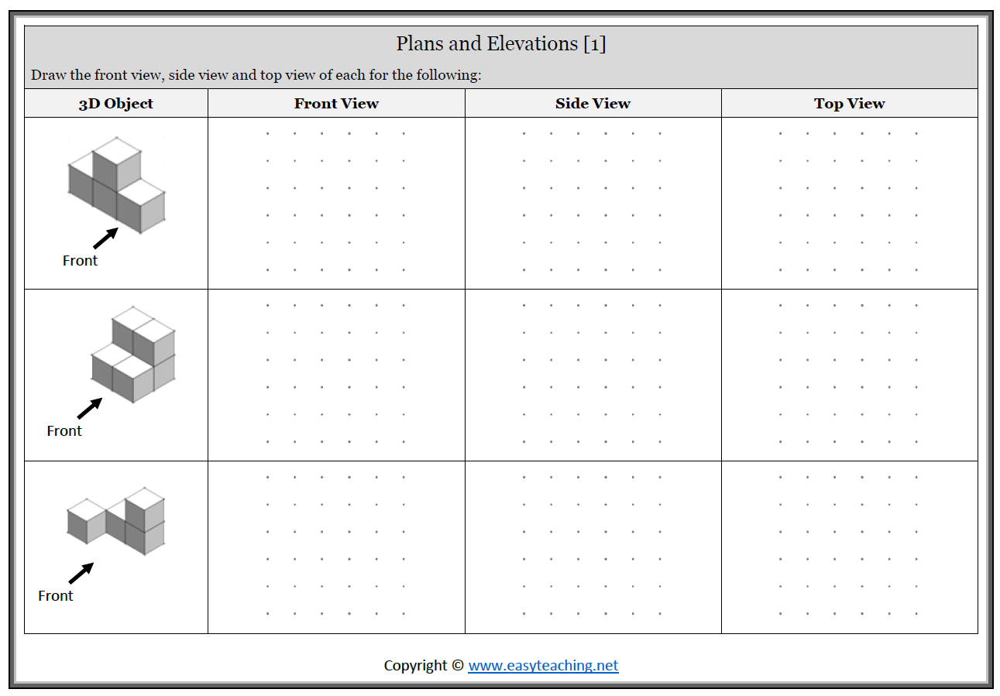 Plans and Elevations [1]
Draw the front view, side view and top view of each for the following:
3D Object Front View Side View Top View
Front
Front
Front
Copyright © www.easyteaching.net